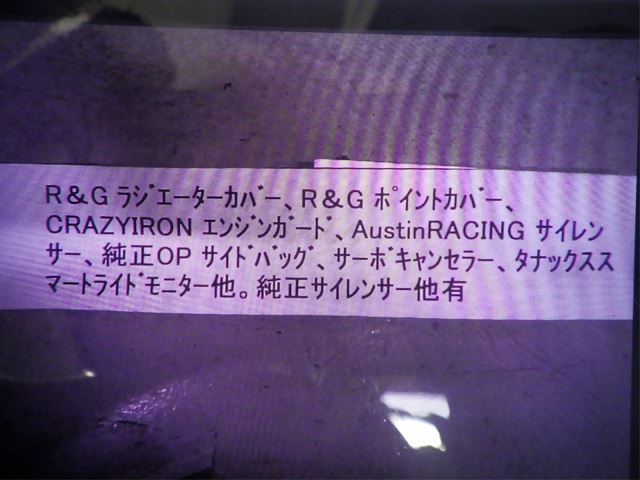 R＆G ラジエーターカバー、R＆G ポイントカバー、
CRAZYIRON エンジンガード、AustinRACING サイレン
サー、純正OP サイドバッグ、サーボキャンセラー、タナックスス
マートライドモニター他。純正サイレンサー他有